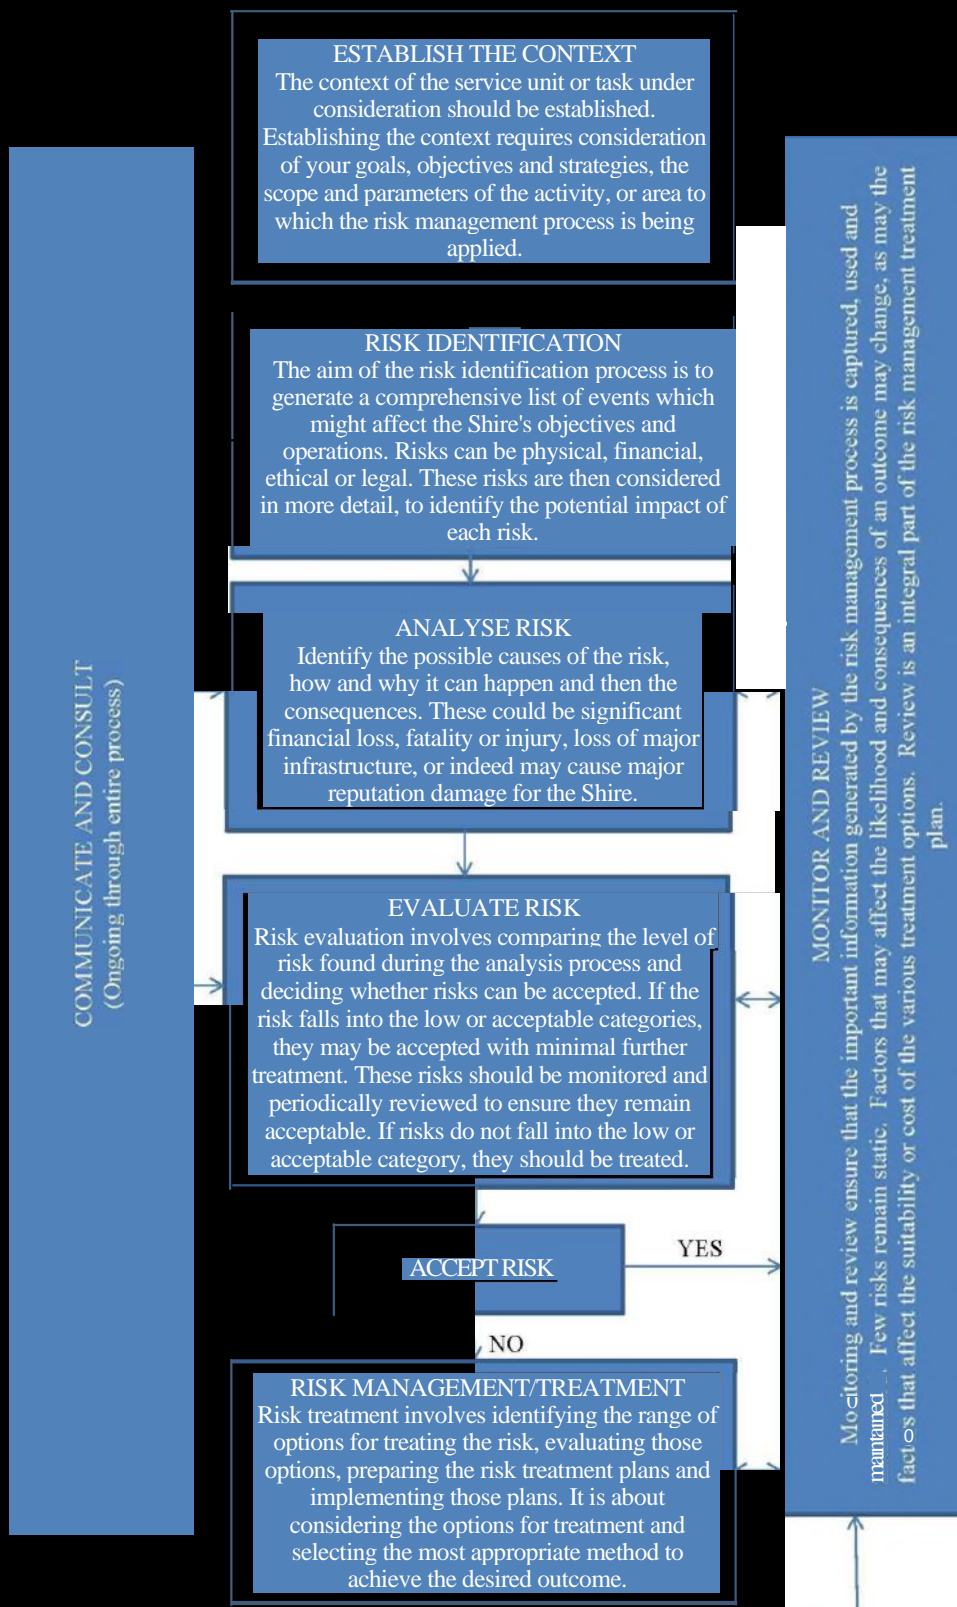 ESTABLISH THE CONTEXT
The context of the service unit or task under
consideration should be established.
Establishing the context requires consideration
of your goals, objectives and strategies, the
scope and parameters of the activity, or area to
which the risk management process is being
applied.
RISK IDENTIFICATION
The aim of the risk identification process is to
generate a comprehensive list of events which
might affect the Shire's objectives and
operations. Risks can be physical, financial,
ethical or legal. These risks are then considered
in more detail, to identify the potential impact of
each risk.
ANALYSE RISK
Identify the possible causes of the risk,
how and why it can happen and then the
consequences. These could be significant
financial loss, fatality or injury, loss of major
infrastructure, or indeed may cause major
reputation damage for the Shire.
EVALUATE RISK
Risk evaluation involves comparing the level of
risk found during the analysis process and
deciding whether risks can be accepted. If the
risk falls into the low or acceptable categories,
they may be accepted with minimal further
treatment. These risks should be monitored and
periodically reviewed to ensure they remain
acceptable. If risks do not fall into the low or
acceptable category, they should be treated.
ACCEPT RISK
YES
NO
RISK MANAGEMENT/TREATMENT
Risk treatment involves identifying the range of
options for treating the risk, evaluating those
options, preparing the risk treatment plans and
implementing those plans. It is about
considering the options for treatment and
selecting the most appropriate method to
achieve the desired outcome.
COMMUNICATE AND CONSULT
(Ongoing through entire process)
MONITOR AND REVIEW
Monitoring and review ensure that the important information generated by the risk management process is captured, used and
maintained. Few risks remain static. Factors that may affect the likelihood and consequences of an outcome may change, as may the
factors that affect the suitability or cost of the various treatment options. Review is an integral part of the risk management treatment
plan.